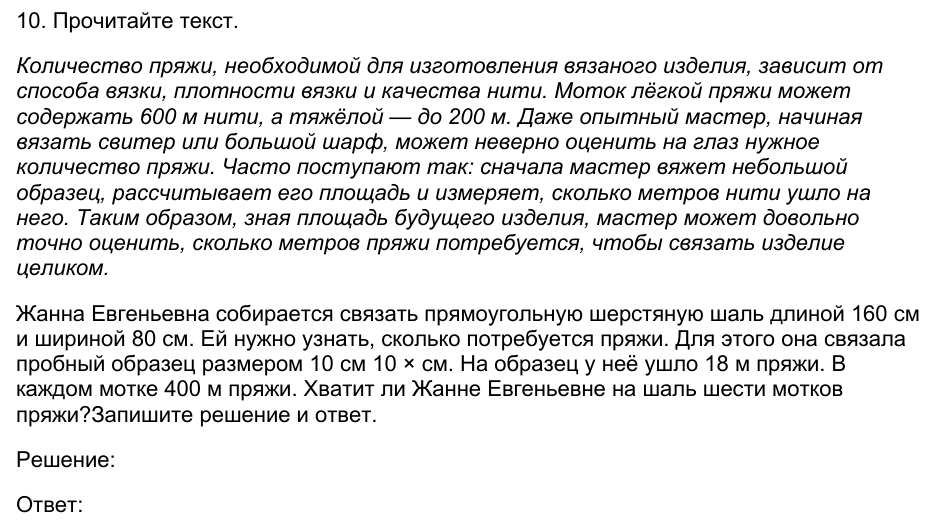 10. Прочитайте текст.
Количество пряжи, необходимой для изготовления вязаного изделия, зависит от
способа вязки, плотности вязки и качества нити. Моток лёгкой пряжи может
содержать 600 м нити, а тяжёлой — до 200 м. Даже опытный мастер, начиная
вязать свитер или большой шарф, может неверно оценить на глаз нужное
количество пряжи. Часто поступают так: сначала мастер вяжет небольшой
образец, рассчитывает его площадь и измеряет, сколько метров нити ушло на
него. Таким образом, зная площадь будущего изделия, мастер может довольно
точно оценить, сколько метров пряжи потребуется, чтобы связать изделие
целиком.
Жанна Евгеньевна собирается связать прямоугольную шерстяную шаль длиной 160 см
и шириной 80 см. Ей нужно узнать, сколько потребуется пряжи. Для этого она связала
пробный образец размером 10 см 10 × см. На образец у неё ушло 18 м пряжи. В
каждом мотке 400 м пряжи. Хватит ли Жанне Евгеньевне на шаль шести мотков
пряжи?Запишите решение и ответ.
Решение:
Ответ: